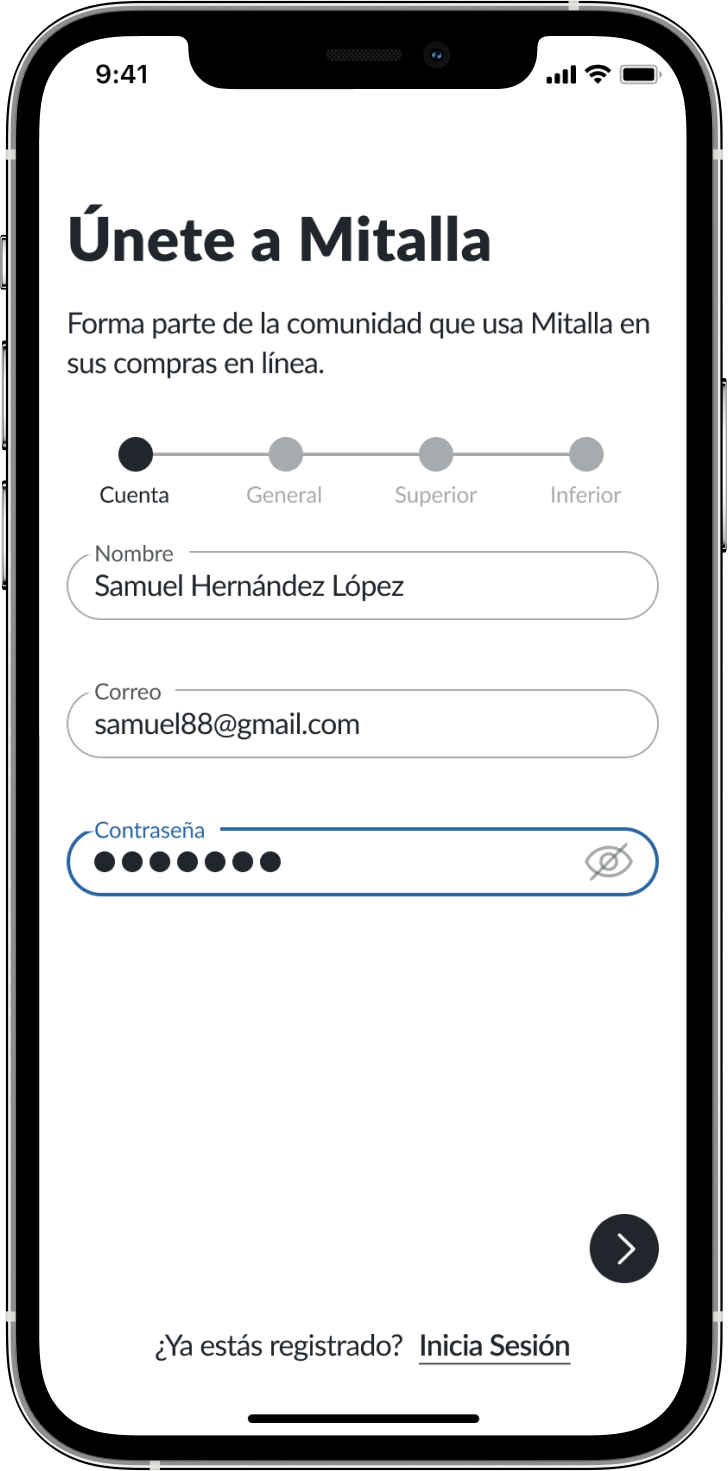 9:41
Únete a Mitalla
Forma parte de la comunidad que usa Mitalla en
sus compras en línea.
Cuenta General Superior Inferior
Nombre
Samuel Hernández López
Correo
samuel88@gmail.com
Contraseña
●●●●●●●
¿Ya estás registrado? Inicia Sesión